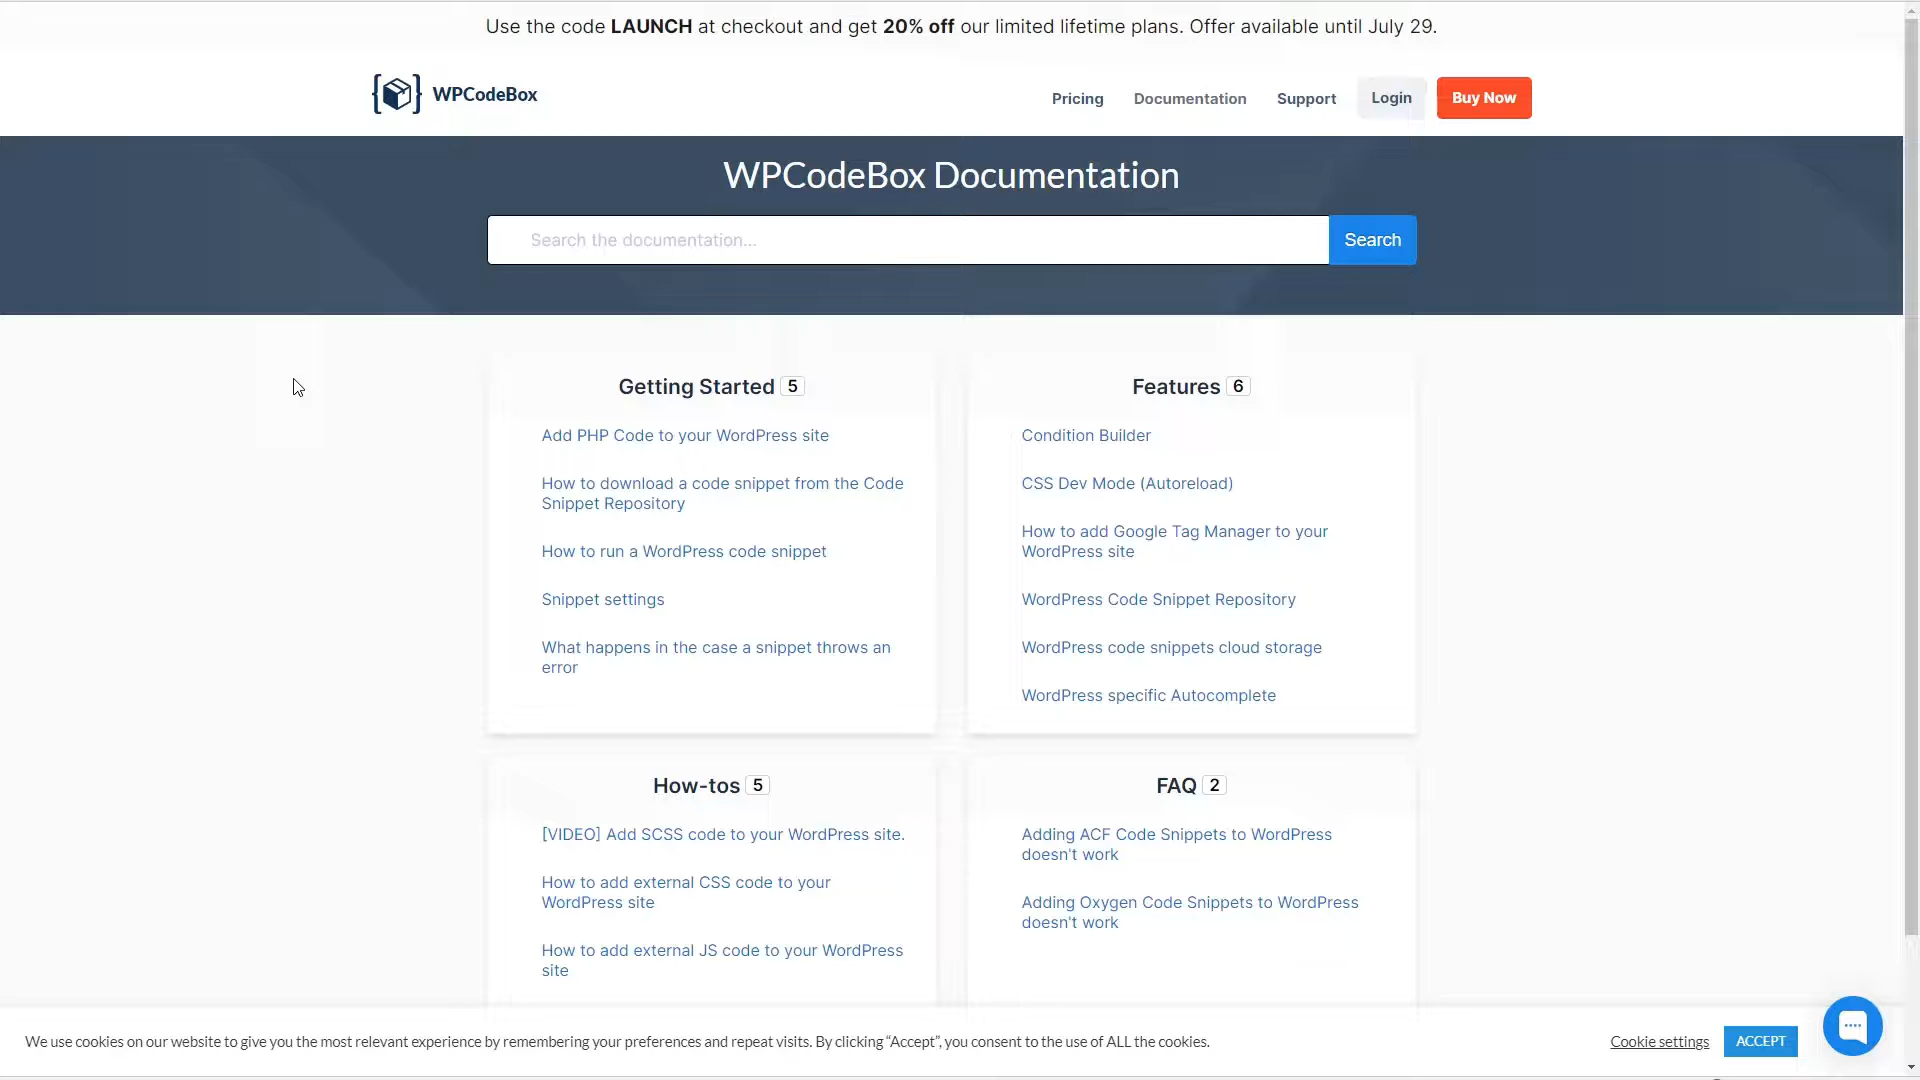 Use the code LAUNCH at checkout and get 20% off our limited lifetime plans. Offer available until July 29.
WPCodeBox
Pricing
Documentation
Support
Login
Buy Now
WPCodeBox Documentation
Search the documentation...
Search
Getting Started 5
Add PHP Code to your WordPress site
How to download a code snippet from the Code
Snippet Repository
How to run a WordPress code snippet
Snippet settings
What happens in the case a snippet throws an
error
Features 6
Condition Builder
CSS Dev Mode (Autoreload)
How to add Google Tag Manager to your
WordPress site
WordPress Code Snippet Repository
WordPress code snippets cloud storage
WordPress specific Autocomplete
How-tos 5
[VIDEO] Add SCSS code to your WordPress site.
How to add external CSS code to your
WordPress site
How to add external JS code to your WordPress
site
FAQ 2
Adding ACF Code Snippets to WordPress
doesn't work
Adding Oxygen Code Snippets to WordPress
doesn't work
We use cookies on our website to give you the most relevant experience by remembering your preferences and repeat visits. By clicking “Accept”, you consent to the use of ALL the cookies.
Cookie settings
ACCEPT